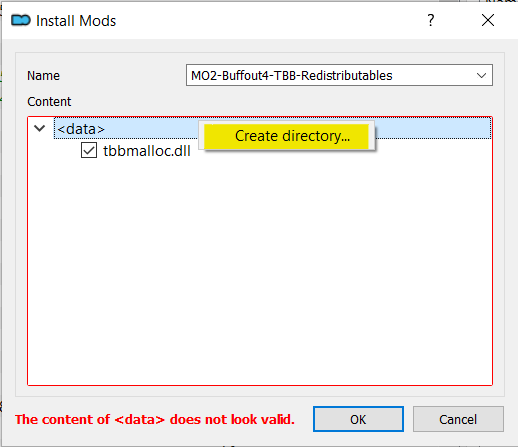 Install Mods
?
Name
MO2-Buffout4-TBB-Redistributables
Content
<data>
Create directory...
tbbmalloc.dll
The content of <data> does not look valid.
OK
Cancel